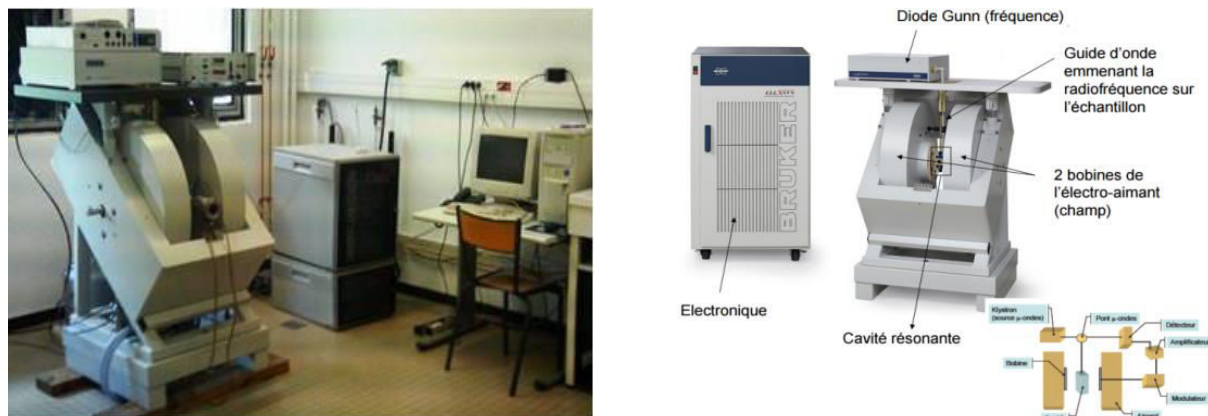 Diode Gunn (fréquence)
Guide d'onde
emmenant la
radiofréquence sur
l'échantillon
BRUKER
2 bobines de
l'électro-aimant
(champ)
Electronique
Cavité résonante
Klystron
(source µ-ondes)
Pont µ-ondes
Détecteur
Amplificateur
Bobine
Modulateur